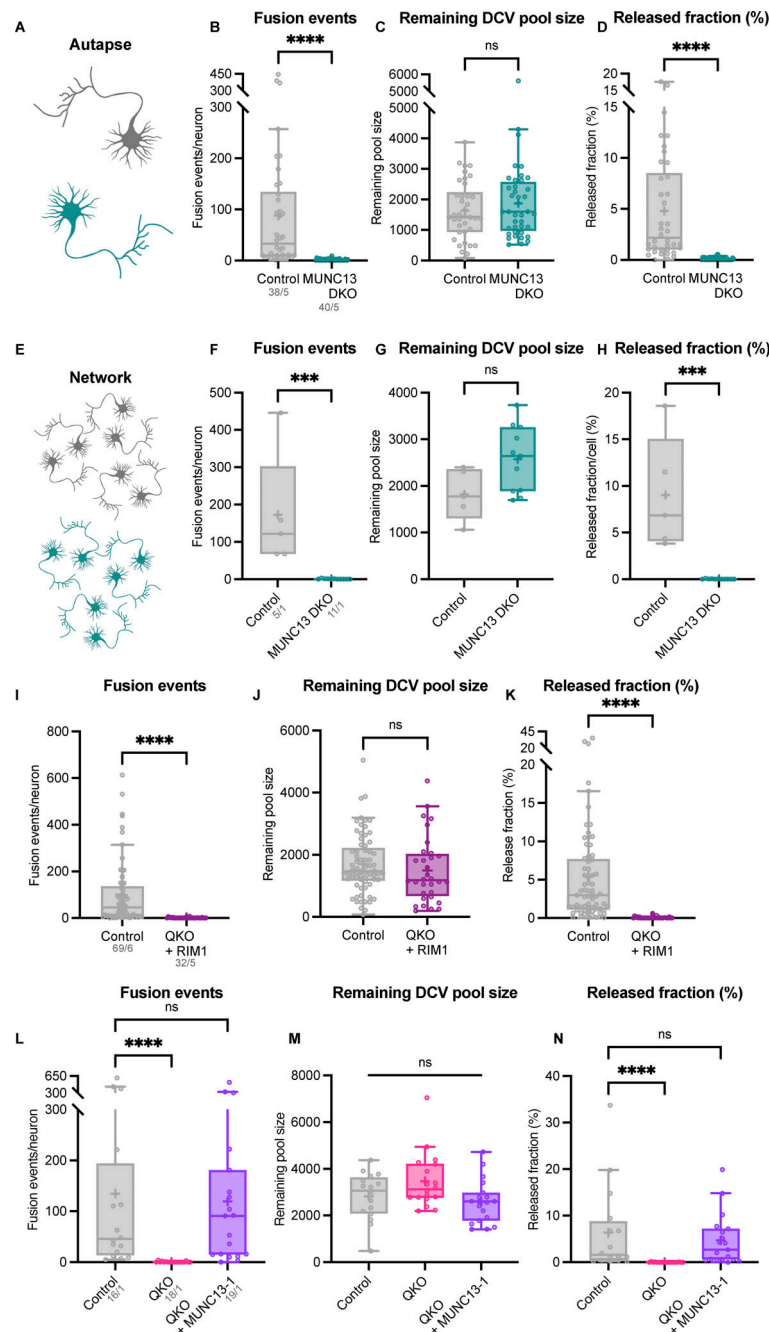 A
Autapse
B
Fusion events
****
Fusion events/neuron
450
300
300
200
100
0
Control
38/5
MUNC13
DKO
40/5
C
Remaining DCV pool size
ns
Remaining pool size
6000
5000
5000
4000
3000
2000
1000
0
Control
MUNC13
DKO
D
Released fraction (%)
****
Released fraction (%)
20
15
15
10
5
0
Control
MUNC13
DKO
E
Network
F
Fusion events
***
Fusion events/neuron
500
400
300
200
100
0
Control
5/1
MUNC13 DKO
11/1
G
Remaining DCV pool size
ns
Remaining pool size
4000
3000
2000
1000
0
Control
MUNC13 DKO
H
Released fraction (%)
***
Released fraction/cell (%)
20
15
10
5
0
Control
MUNC13 DKO
I
Fusion events
****
Fusion events/neuron
800
600
400
200
0
Control
69/6
QKO
+ RIM1
32/5
J
Remaining DCV pool size
ns
Remaining pool size
6000
4000
2000
0
Control
QKO
+ RIM1
K
Released fraction (%)
****
Release fraction (%)
45
20
20
15
10
5
0
Control
QKO
+ RIM1
L
Fusion events
ns
****
Fusion events/neuron
650
300
300
200
100
0
Control
16/1
QKO
18/1
QKO
+ MUNC13-1
19/1
M
Remaining DCV pool size
ns
Remaining pool size
8000
6000
4000
2000
0
Control
QKO
QKO
+ MUNC13-1
N
Released fraction (%)
ns
****
Released fraction (%)
40
30
20
10
0
Control
QKO
QKO
+ MUNC13-1